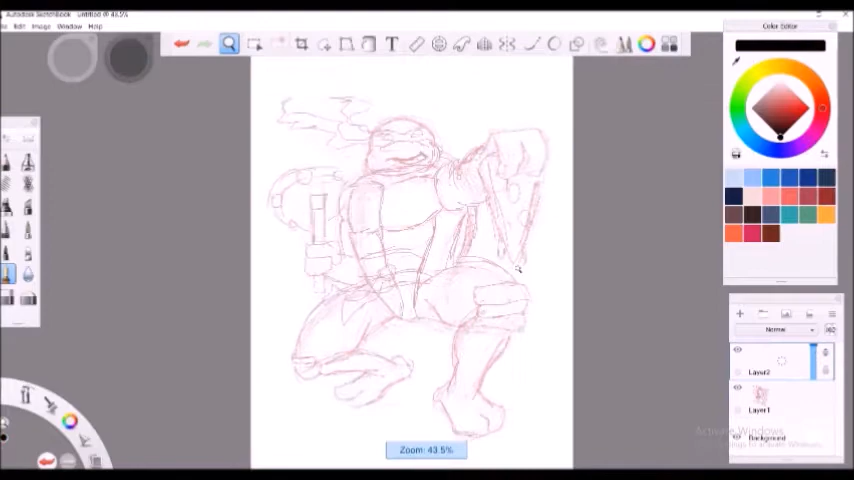 Autodesk SketchBook Untitled @ 43.5%
Edit Image Window Help
T
Color Editor
Normal
Layer2
Layer1
Background
Activate Windows
Zoom: 43.5%